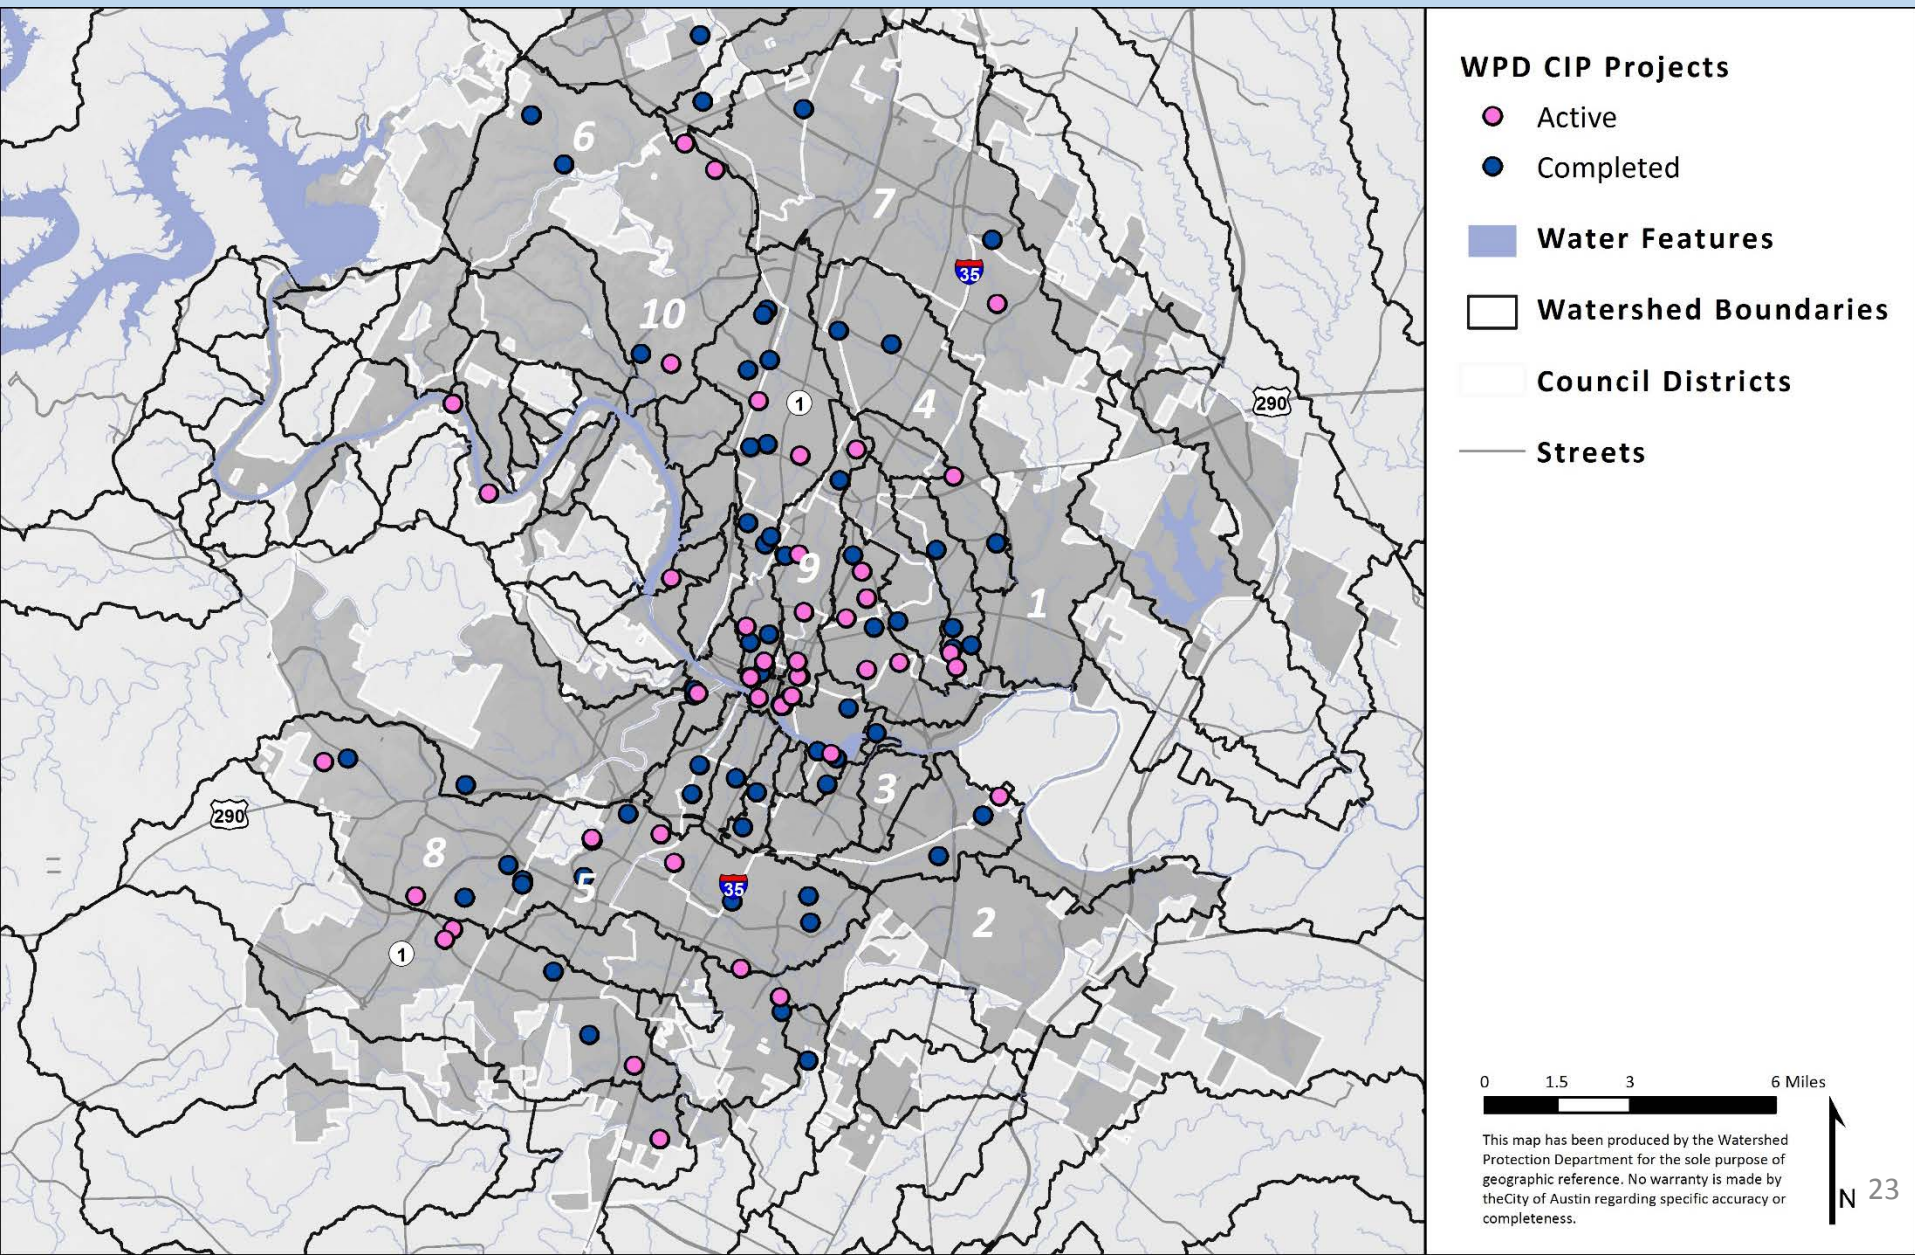 6
7
35
10
290
1
4
9
1
3
290
8
5
35
2
1
WPD CIP Projects
Active
Completed
Water Features
Watershed Boundaries
Council Districts
Streets
0 1.5 3 6 Miles
This map has been produced by the Watershed
Protection Department for the sole purpose of
geographic reference. No warranty is made by
theCity of Austin regarding specific accuracy or
completeness.
N
23